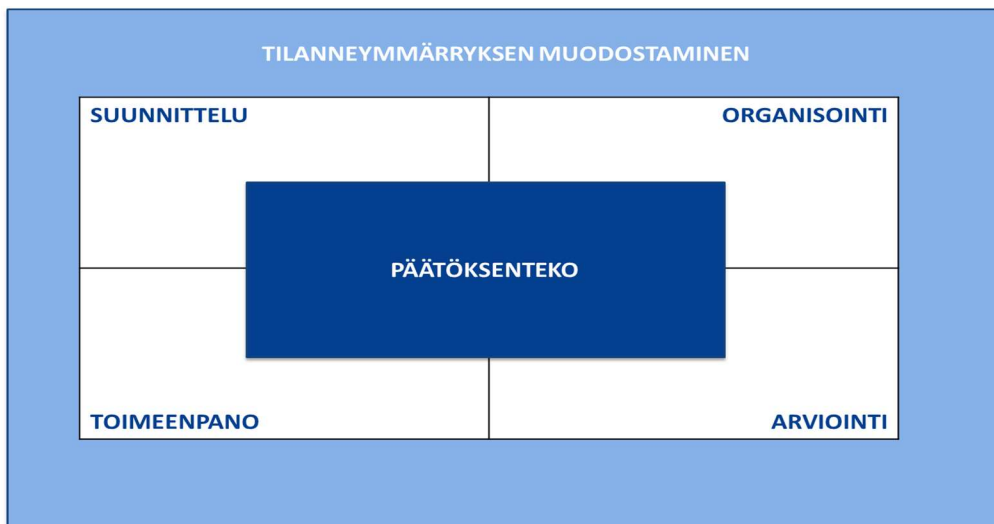 TILANNEYMMÄRRYKSEN MUODOSTAMINEN
SUUNNITTELU
ORGANISOINTI
PÄÄTÖKSENTEKO
TOIMEENPANO
ARVIOINTI